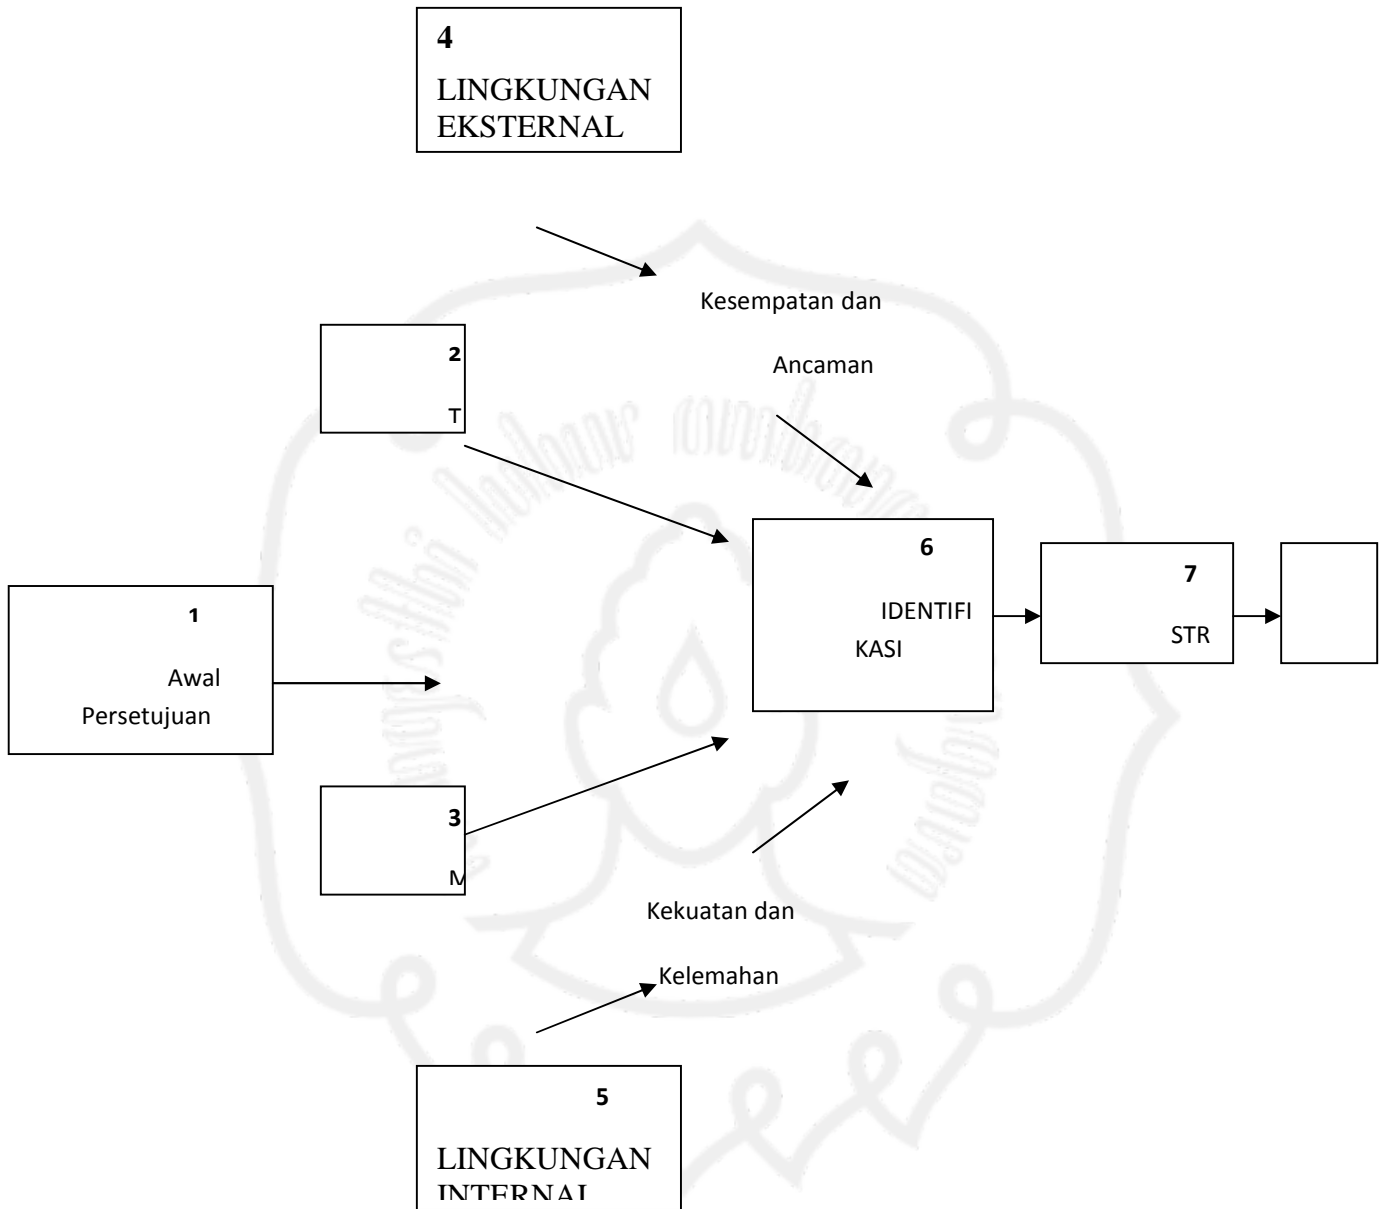 4
LINGKUNGAN
EKSTERNAL
Kesempatan dan
Ancaman
2
T
6
IDENTIFI
KASI
7
STR
1
Awal
Persetujuan
3
M
Kekuatan dan
Kelemahan
5
LINGKUNGAN
INTERNAL